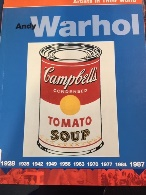 Artists in Their World
Andy
Warhol
Campbell's
CONDENSED
TOMATO
SOUP
1928 1935 1942 1949 1956 1963 1970 1977 1984 1987